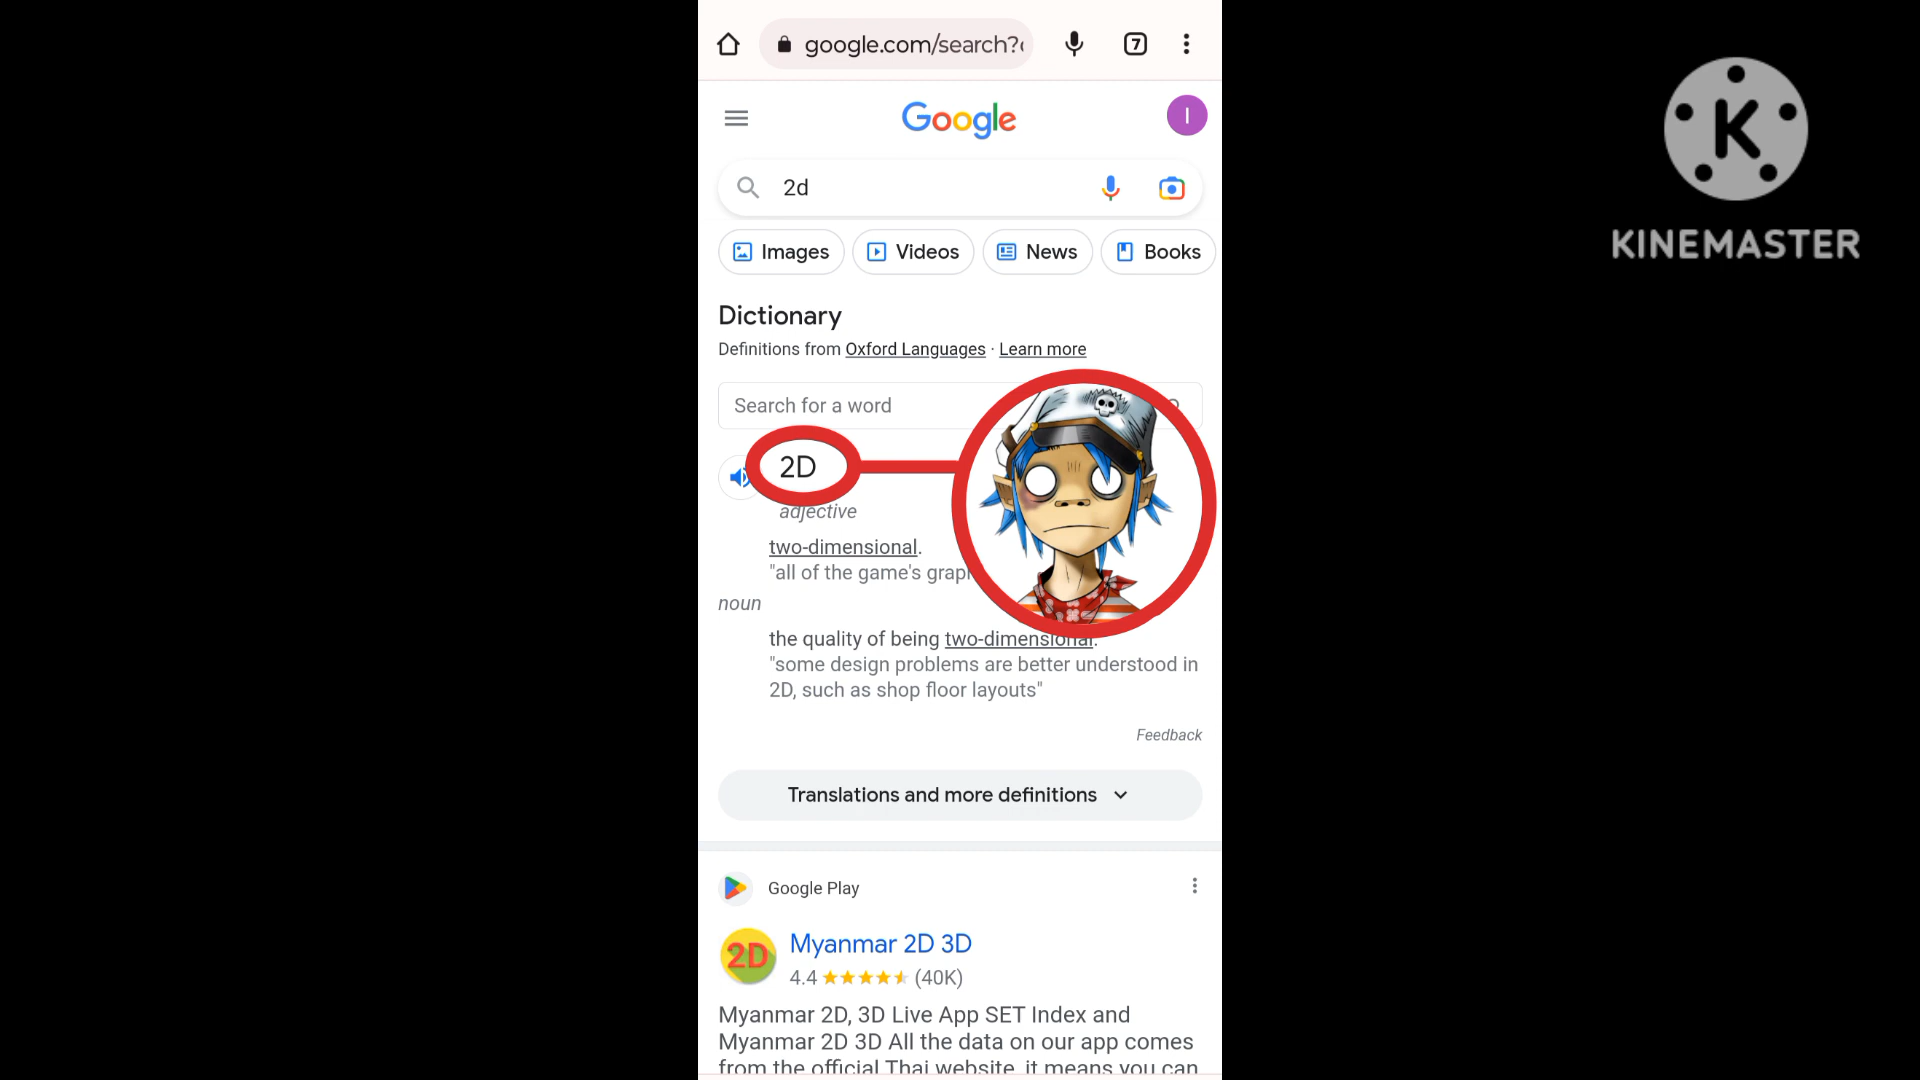 google.com/search?
7
Google
I
2d
Images
Videos
News
Books
Dictionary
Definitions from Oxford Languages · Learn more
Search for a word
2D
adjective
two-dimensional.
"all of the game's
noun
the quality of being two-dimensional.
"some design problems are better understood in
2D, such as shop floor layouts"
Feedback
Translations and more definitions
Google Play
2D
Myanmar 2D 3D
4.4 ★★★★★ (40K)
Myanmar 2D, 3D Live App SET Index and
Myanmar 2D 3D All the data on our app comes
from the official Thai website, it means you can
K
KINEMASTER